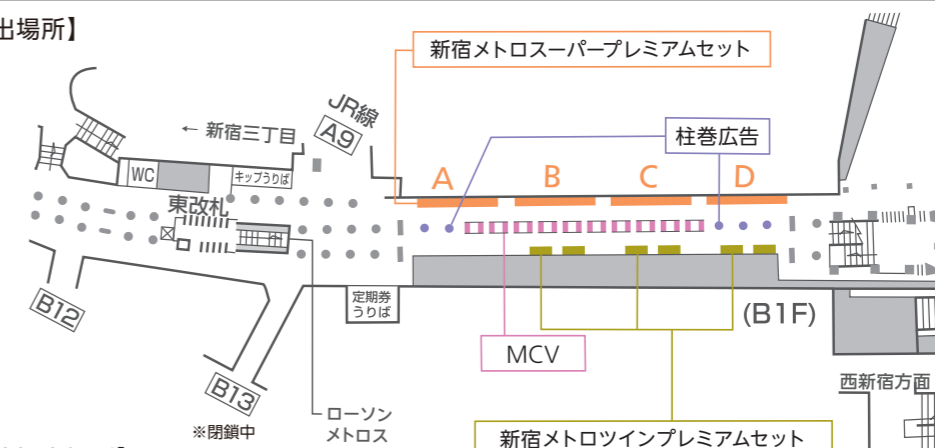 出場所】
新宿メトロスーパープレミアムセット
JR線
A9
← 新宿三丁目
柱巻広告
WC
キップうりば
A
B
C
D
東改札
定期券
うりば
B12
(B1F)
MCV
B13
※閉鎖中
ローソン
メトロス
西新宿方面
新宿メトロツインプレミアムセット